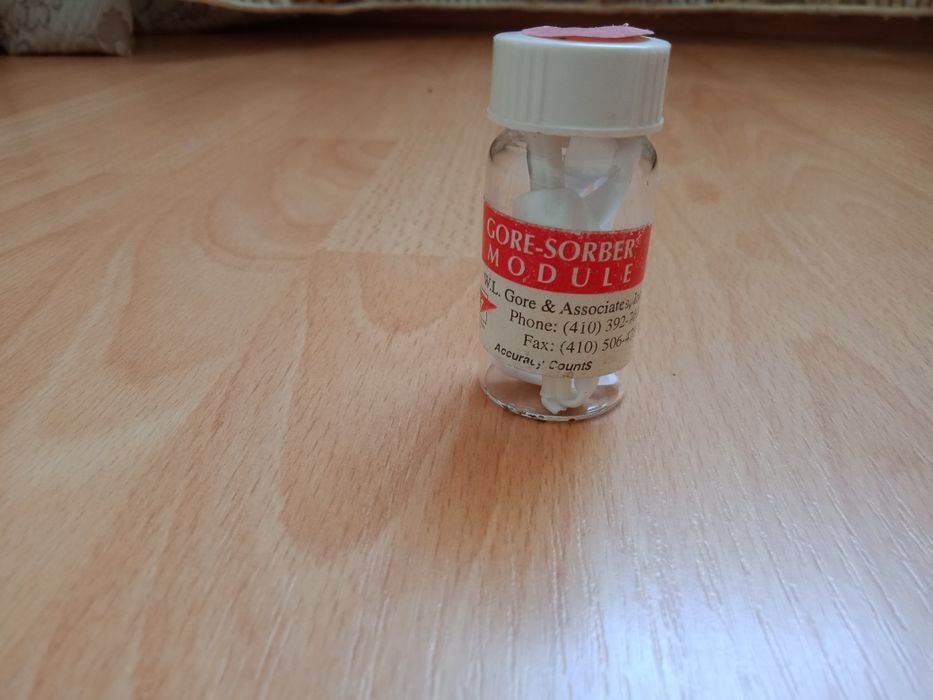 GORE-SORBER®
MODULE
W.L. Gore & Associates,
Phone: (410) 392-
Fax: (410) 506-
Accuracy Counts